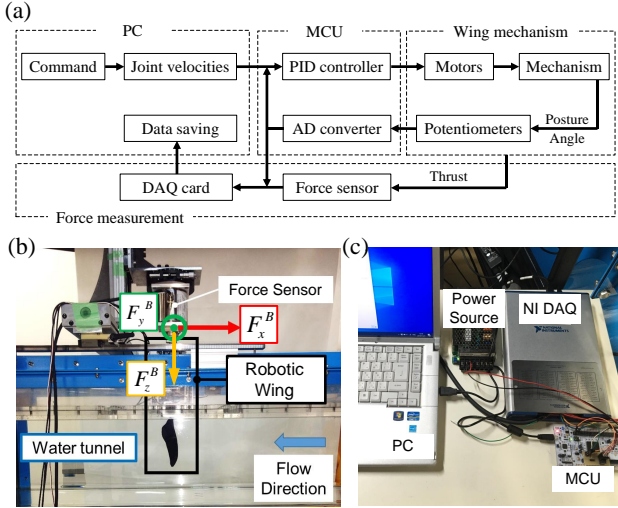 (a)
PC
MCU
Wing mechanism
Command
Joint velocities
PID controller
Motors
Mechanism
Data saving
AD converter
Potentiometers
Posture
Angle
DAQ card
Force sensor
Thrust
Force measurement
(b)
(c)
Force Sensor
F_y^B
F_x^B
F_z^B
Robotic
Wing
Water tunnel
Flow
Direction
Power
Source
NI DAQ
PC
MCU